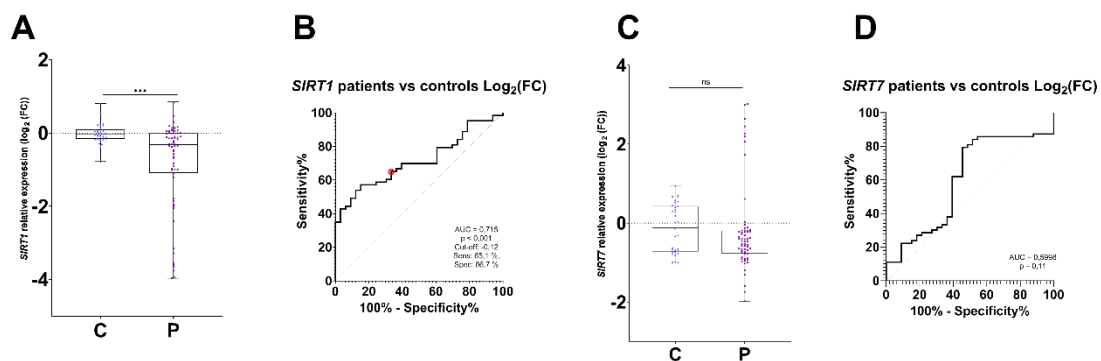 A
SIRT1 relative expression (log2 (FC))
2
0
-2
-4
***
C P
B
SIRT1 patients vs controls Log2(FC)
Sensitivity%
100
80
60
40
20
0
AUC = 0,715
p < 0,001
Cut-off: -0,12
Sens: 65,1 %
Spec: 66,7 %
0 20 40 60 80 100
100% - Specificity%
C
SIRT7 relative expression (log2 (FC))
4
2
0
-2
ns
C P
D
SIRT7 patients vs controls Log2(FC)
Sensitivity%
100
80
60
40
20
0
AUC = 0,5998
p = 0,11
0 20 40 60 80 100
100% - Specificity%